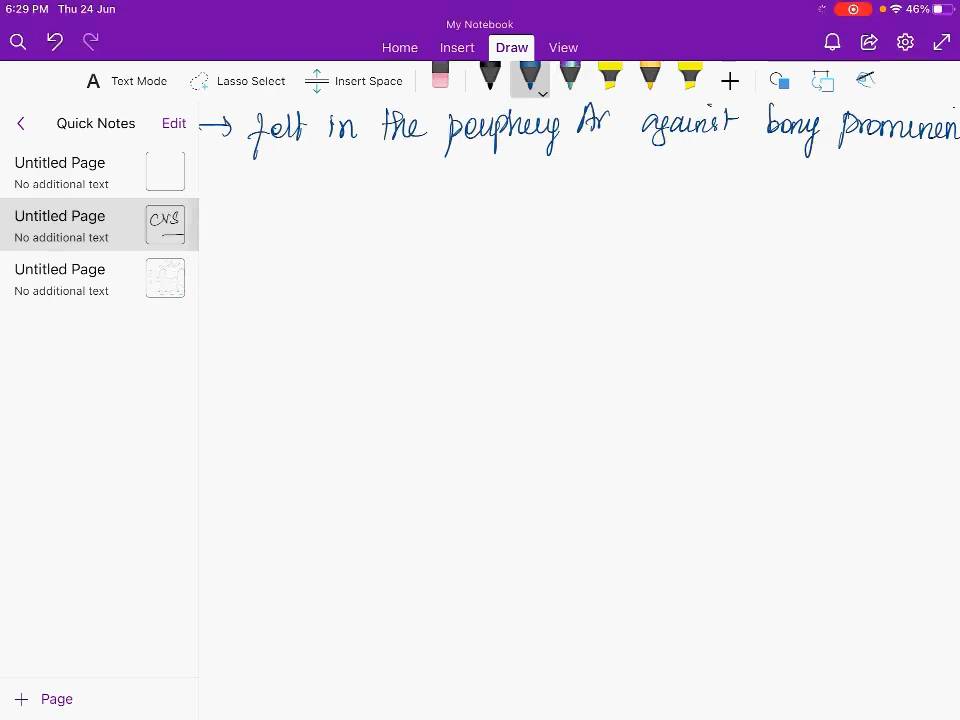 6:29 PM Thu 24 Jun
46%
My Notebook
Home Insert Draw View
Text Mode Lasso Select Insert Space
Quick Notes Edit
→ felt in the periphery Ar against bony prominen
Untitled Page
No additional text
Untitled Page
No additional text
CNS
Untitled Page
No additional text
+ Page